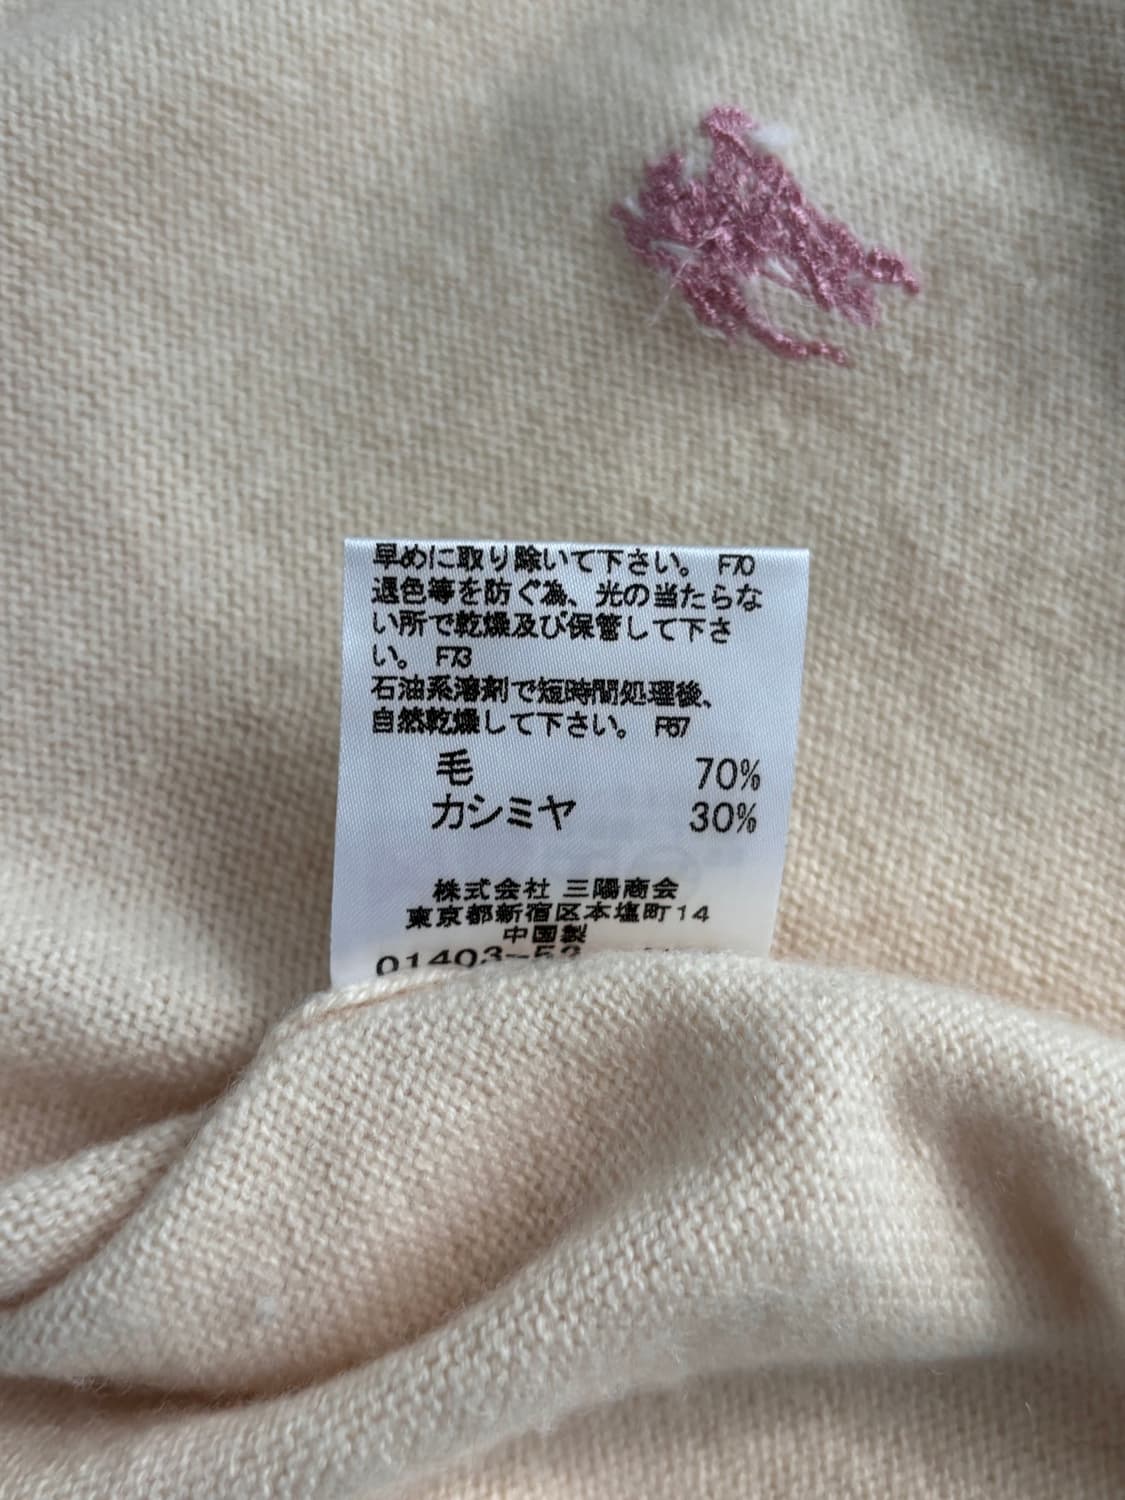 早めに取り除いて下さい。 F70
退色等を防ぐ為、光の当たらな
い所で乾燥及び保管して下さ
い。 F73
石油系溶剤で短時間処理後、
自然乾燥して下さい。 F67
毛 70%
カシミヤ 30%
株式会社 三陽商会
東京都新宿区本塩町14
中国製
01403-52